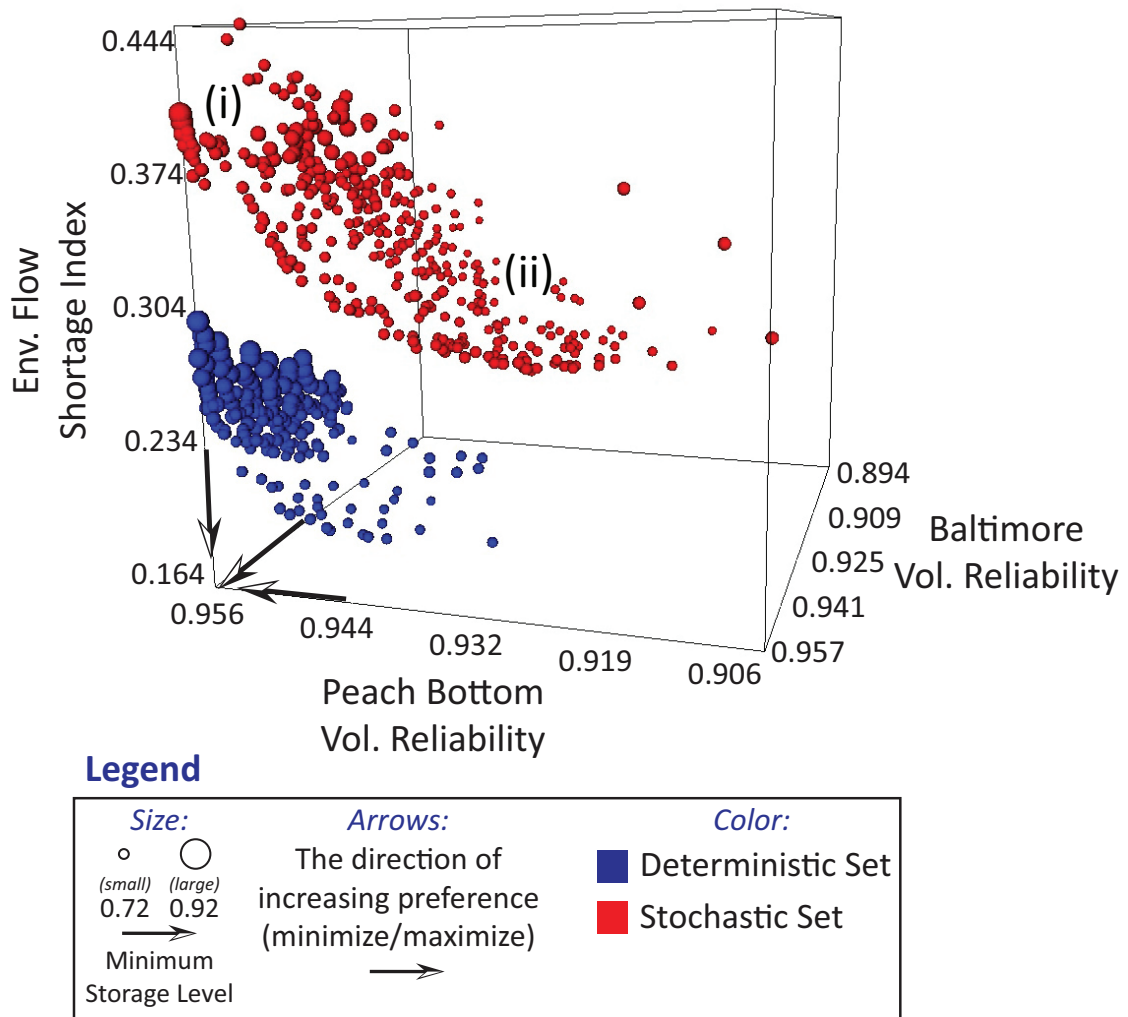 0.444
(i)
0.374
Env. Flow
Shortage Index
(ii)
0.304
0.234
0.164
0.956
0.944
0.932
0.919
0.906
0.894
0.909
0.925
0.941
0.957
Baltimore
Vol. Reliability
Peach Bottom
Vol. Reliability
Legend
Size:
(small) (large)
0.72 0.92
Minimum
Storage Level
Arrows:
The direction of
increasing preference
(minimize/maximize)
Color:
Deterministic Set
Stochastic Set